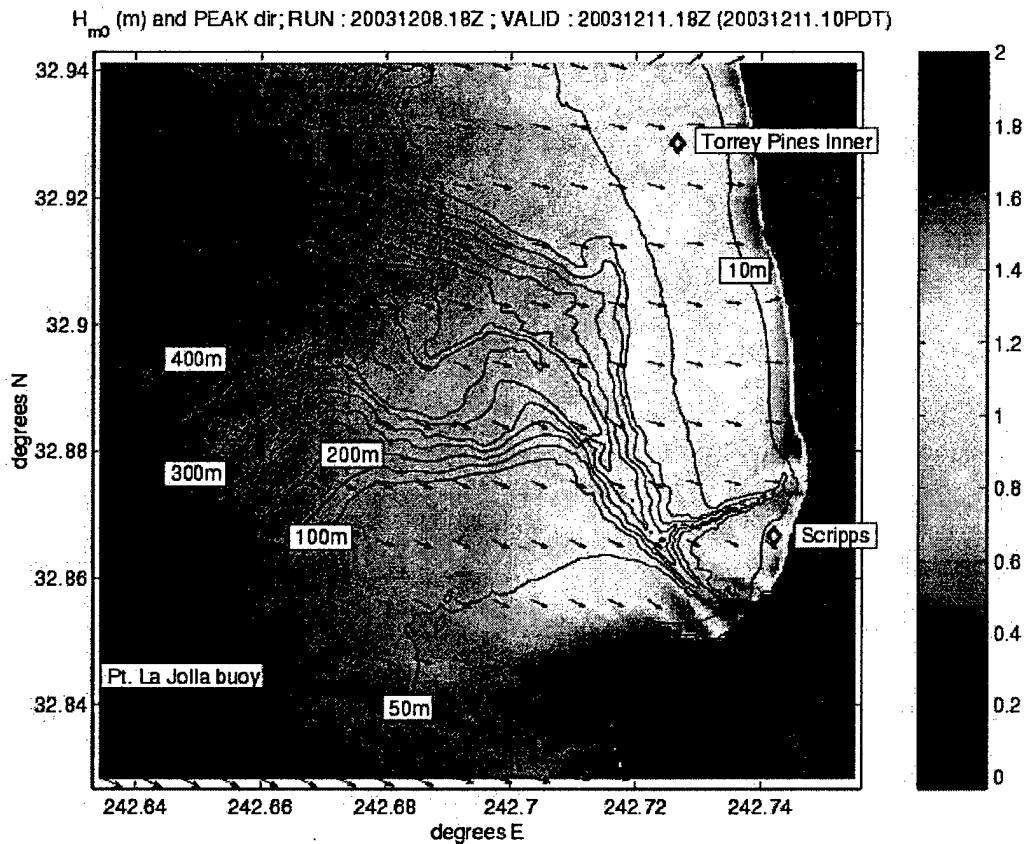 H_m0 (m) and PEAK dir; RUN : 20031208.18Z ; VALID : 20031211.18Z (20031211.10PDT)
32.94
32.92
32.9
32.88
32.86
32.84
degrees N
Torrey Pines Inner
10m
400m
200m
300m
100m
Scripps
Pt. La Jolla buoy
50m
242.64
242.66
242.68
242.7
242.72
242.74
degrees E
2
1.8
1.6
1.4
1.2
1
0.8
0.6
0.4
0.2
0